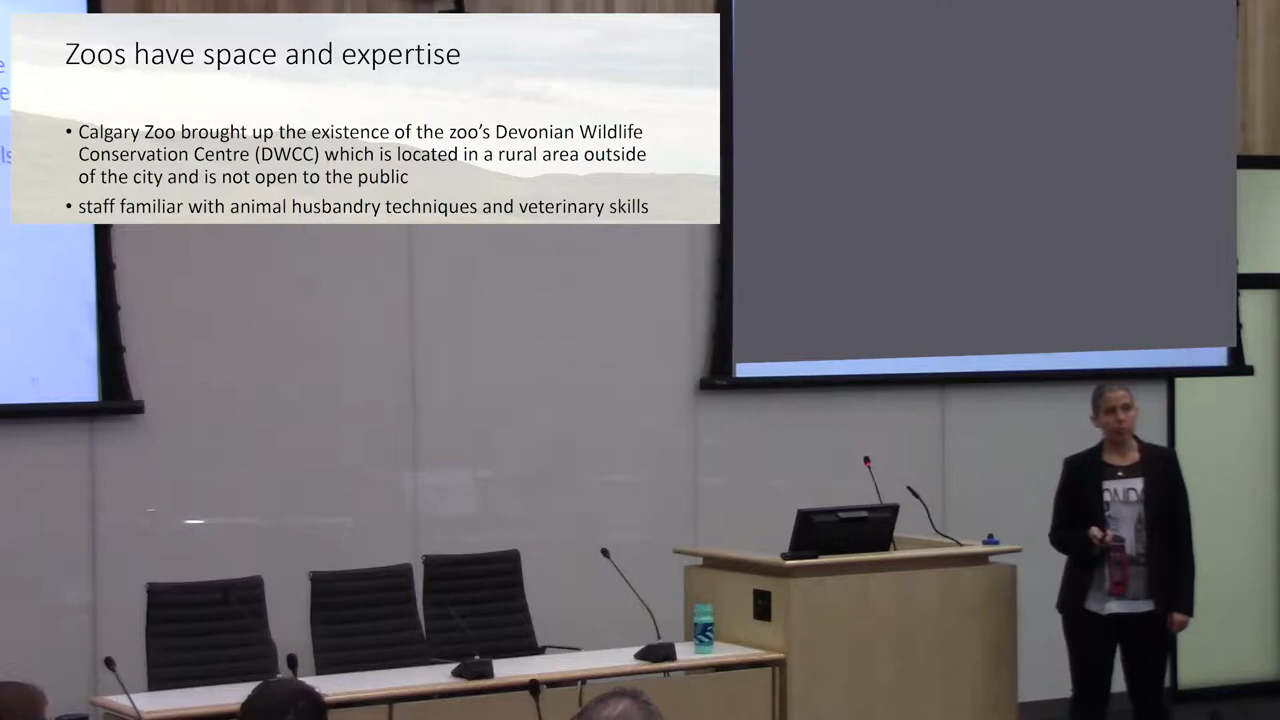 Zoos have space and expertise
• Calgary Zoo brought up the existence of the zoo's Devonian Wildlife
Conservation Centre (DWCC) which is located in a rural area outside
of the city and is not open to the public
• staff familiar with animal husbandry techniques and veterinary skills